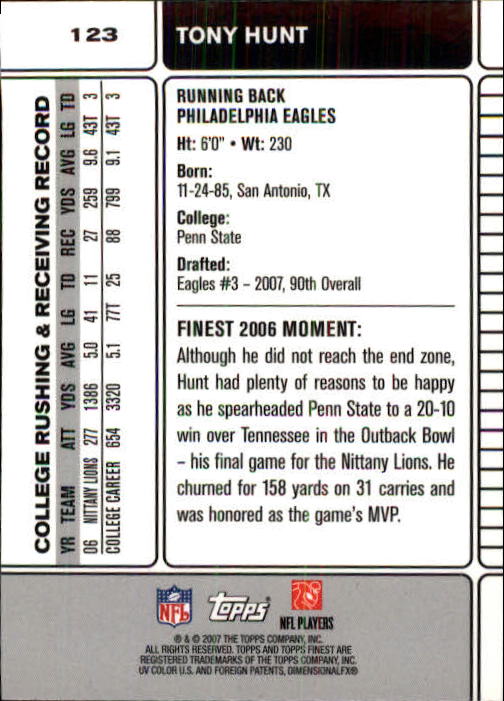 123
TONY HUNT
RUNNING BACK
PHILADELPHIA EAGLES
Ht: 6'0" • Wt: 230
Born:
11-24-85, San Antonio, TX
College:
Penn State
Drafted:
Eagles #3 – 2007, 90th Overall
FINEST 2006 MOMENT:
Although he did not reach the end zone,
Hunt had plenty of reasons to be happy
as he spearheaded Penn State to a 20-10
win over Tennessee in the Outback Bowl
– his final game for the Nittany Lions. He
churned for 158 yards on 31 carries and
was honored as the game's MVP.
COLLEGE RUSHING & RECEIVING RECORD
YR TEAM ATT YDS AVG LG TD REC YDS AVG LG TD
06 NITTANY LIONS 277 1386 5.0 41 11 27 259 9.6 43T 3
COLLEGE CAREER 654 3320 5.1 77T 25 88 799 9.1 43T 3
NFL
TOPPS
NFL PLAYERS
® & © 2007 THE TOPPS COMPANY, INC.
ALL RIGHTS RESERVED. TOPPS AND TOPPS FINEST ARE
REGISTERED TRADEMARKS OF THE TOPPS COMPANY, INC.
UV COLOR U.S. AND FOREIGN PATENTS, DIMENSIONALFX®